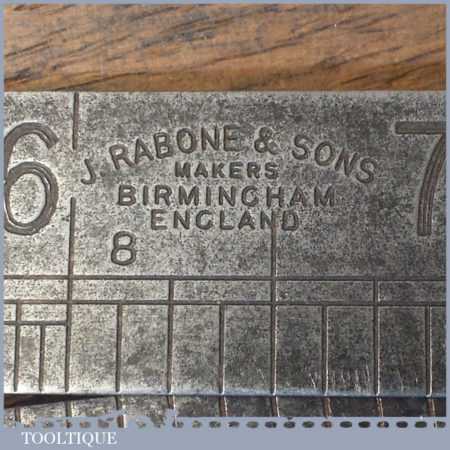 6 J. RABONE & SONS 7
MAKERS
BIRMINGHAM
ENGLAND
8
TOOLTIQUE